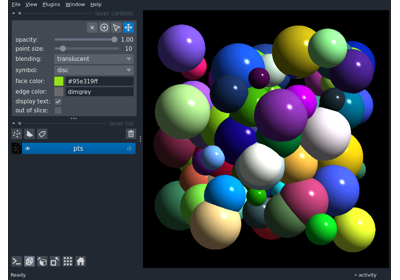 File View Plugins Window Help
layer controls
opacity: 1.00
point size: 10
blending: translucent
symbol: disc
face color: #95e319ff
edge color: dimgrey
display text:
out of slice:
layer list
pts
Ready
activity